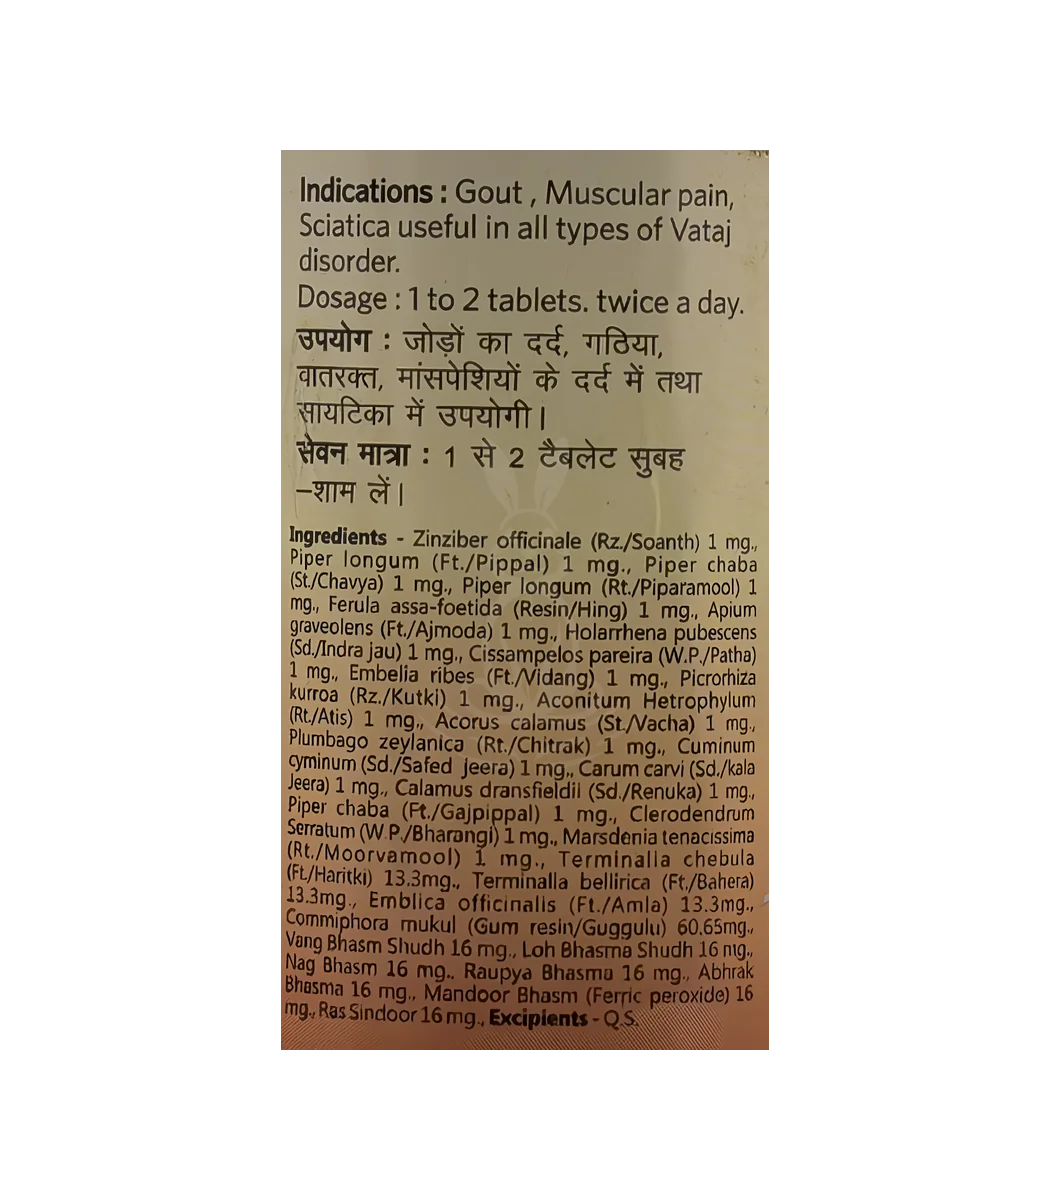 Indications : Gout , Muscular pain,
Sciatica useful in all types of Vataj
disorder.
Dosage : 1 to 2 tablets. twice a day.
उपयोग : जोड़ों का दर्द, गठिया,
वातरक्त, मांसपेशियों के दर्द में तथा
सायटिका में उपयोगी।
सेवन मात्रा : 1 से 2 टैबलेट सुबह
–शाम लें।
Ingredients - Zinziber officinale (Rz./Soanth) 1 mg.,
Piper longum (Ft./Pippal) 1 mg., Piper chaba
(St./Chavya) 1 mg., Piper longum (Rt./Piparamool) 1
mg., Ferula assa-foetida (Resin/Hing) 1 mg., Apium
graveolens (Ft./Ajmoda) 1 mg., Holarrhena pubescens
(Sd./Indra jau) 1 mg., Cissampelos pareira (W.P./Patha)
1 mg., Embelia ribes (Ft./Vidang) 1 mg., Picrorhiza
kurroa (Rz./Kutki) 1 mg., Aconitum Hetrophylum
(Rt./Atis) 1 mg., Acorus calamus (St./Vacha) 1 mg.,
Plumbago zeylanica (Rt./Chitrak) 1 mg., Cuminum
cyminum (Sd./Safed jeera) 1 mg., Carum carvi (Sd./kala
Jeera) 1 mg., Calamus dransfieldii (Sd./Renuka) 1 mg.,
Piper chaba (Ft./Gajpippal) 1 mg., Clerodendrum
Serratum (W.P./Bharangi) 1 mg., Marsdenia tenacissima
(Rt./Moorvamool) 1 mg., Terminalia chebula
(Ft./Haritki) 13.3mg., Terminalla bellirica (Ft./Bahera)
13.3mg., Emblica officinalis (Ft./Amla) 13.3mg.,
Commiphora mukul (Gum resin/Guggulu) 60.65mg.,
Vang Bhasm Shudh 16 mg., Loh Bhasma Shudh 16 mg.,
Nag Bhasm 16 mg., Raupya Bhasma 16 mg., Abhrak
Bhasma 16 mg., Mandoor Bhasm (Ferric peroxide) 16
mg., Ras Sindoor 16 mg., Excipients - Q.S.